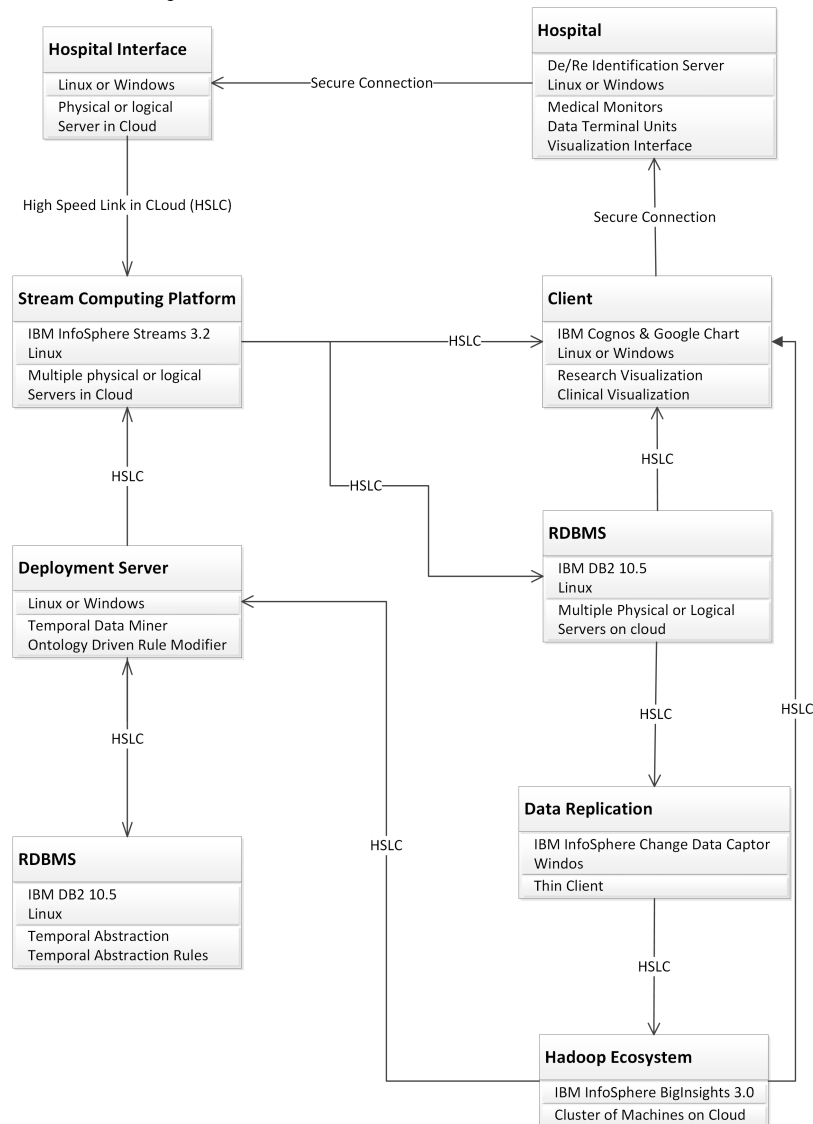 Hospital
De/Re Identification Server
Linux or Windows
Medical Monitors
Data Terminal Units
Visualization Interface
Hospital Interface
Linux or Windows
Physical or logical
Server in Cloud
Secure Connection
High Speed Link in CLoud (HSLC)
Secure Connection
Stream Computing Platform
IBM InfoSphere Streams 3.2
Linux
Multiple physical or logical
Servers in Cloud
HSLC
Client
IBM Cognos & Google Chart
Linux or Windows
Research Visualization
Clinical Visualization
HSLC
HSLC
HSLC
Deployment Server
Linux or Windows
Temporal Data Miner
Ontology Driven Rule Modifier
RDBMS
IBM DB2 10.5
Linux
Multiple Physical or Logical
Servers on cloud
HSLC
HSLC
HSLC
Data Replication
IBM InfoSphere Change Data Captor
Windos
Thin Client
HSLC
RDBMS
IBM DB2 10.5
Linux
Temporal Abstraction
Temporal Abstraction Rules
HSLC
Hadoop Ecosystem
IBM InfoSphere BigInsights 3.0
Cluster of Machines on Cloud